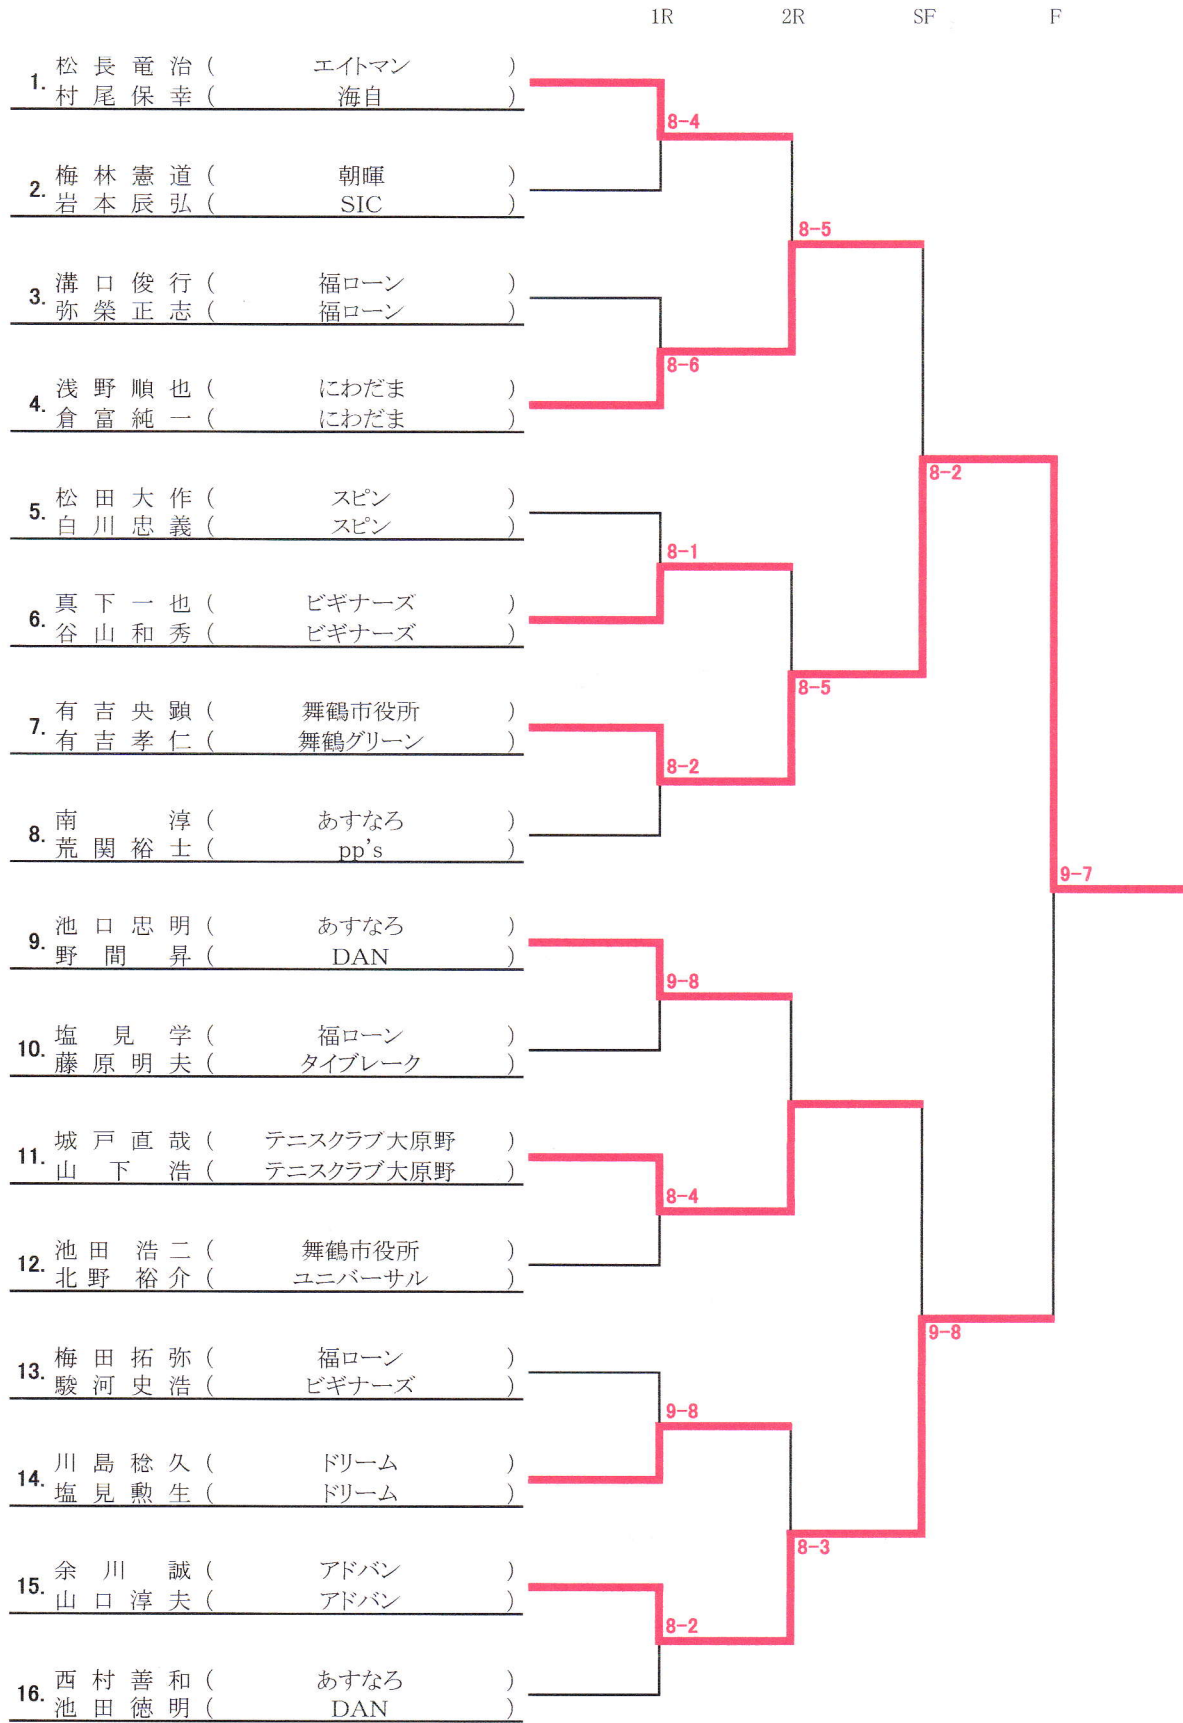 1R 2R SF F
1. 松長竜治 ( エイトマン )
村尾保幸 ( 海自 )
8-4
2. 梅林憲道 ( 朝暉 )
岩本辰弘 ( SIC )
8-5
3. 溝口俊行 ( 福ローン )
弥榮正志 ( 福ローン )
8-6
4. 浅野順也 ( にわだま )
倉富純一 ( にわだま )
8-2
5. 松田大作 ( スピン )
白川忠義 ( スピン )
8-1
6. 真下一也 ( ビギナーズ )
谷山和秀 ( ビギナーズ )
8-5
7. 有吉央顕 ( 舞鶴市役所 )
有吉孝仁 ( 舞鶴グリーン )
8-2
8. 南淳 ( あすなろ )
荒関裕士 ( pp's )
9-7
9. 池口忠明 ( あすなろ )
野間昇 ( DAN )
9-8
10. 塩見学 ( 福ローン )
藤原明夫 ( タイブレーク )
11. 城戸直哉 ( テニスクラブ大原野 )
山下浩 ( テニスクラブ大原野 )
8-4
12. 池田浩二 ( 舞鶴市役所 )
北野裕介 ( ユニバーサル )
9-8
13. 梅田拓弥 ( 福ローン )
駿河史浩 ( ビギナーズ )
9-8
14. 川島稔久 ( ドリーム )
塩見勲生 ( ドリーム )
8-3
15. 余川誠 ( アドバン )
山口淳夫 ( アドバン )
8-2
16. 西村善和 ( あすなろ )
池田徳明 ( DAN )